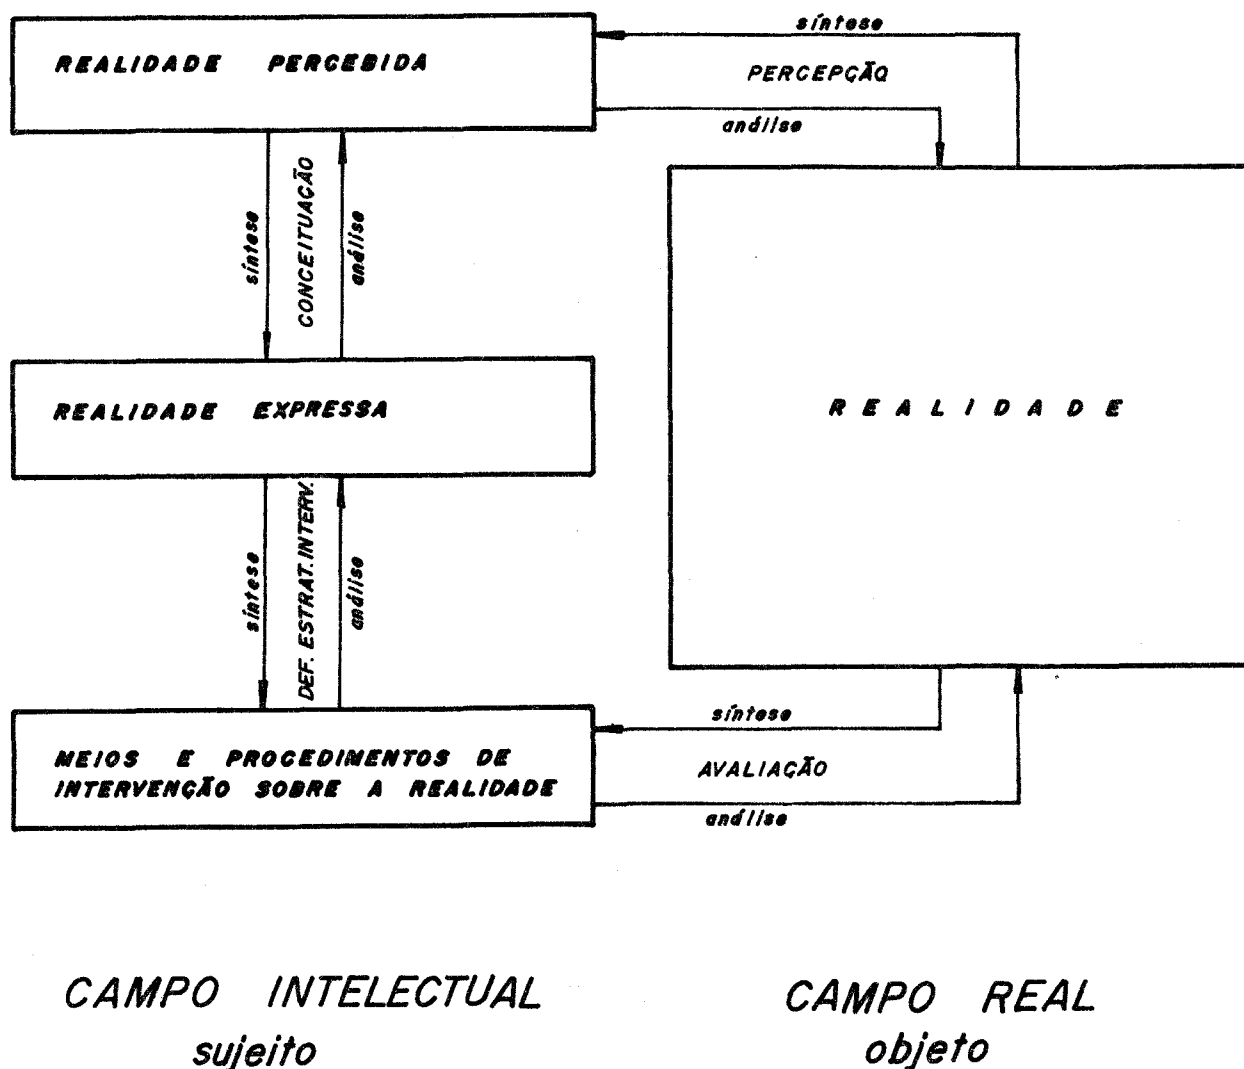 síntese
REALIDADE PERCEBIDA
PERCEPÇÃO
análise
síntese
CONCEITUAÇÃO
análise
REALIDADE EXPRESSA
R E A L I D A D E
síntese
DEF. ESTRAT. INTERV.
análise
síntese
MEIOS E PROCEDIMENTOS DE
INTERVENÇÃO SOBRE A REALIDADE
AVALIAÇÃO
análise
CAMPO INTELECTUAL
sujeito
CAMPO REAL
objeto